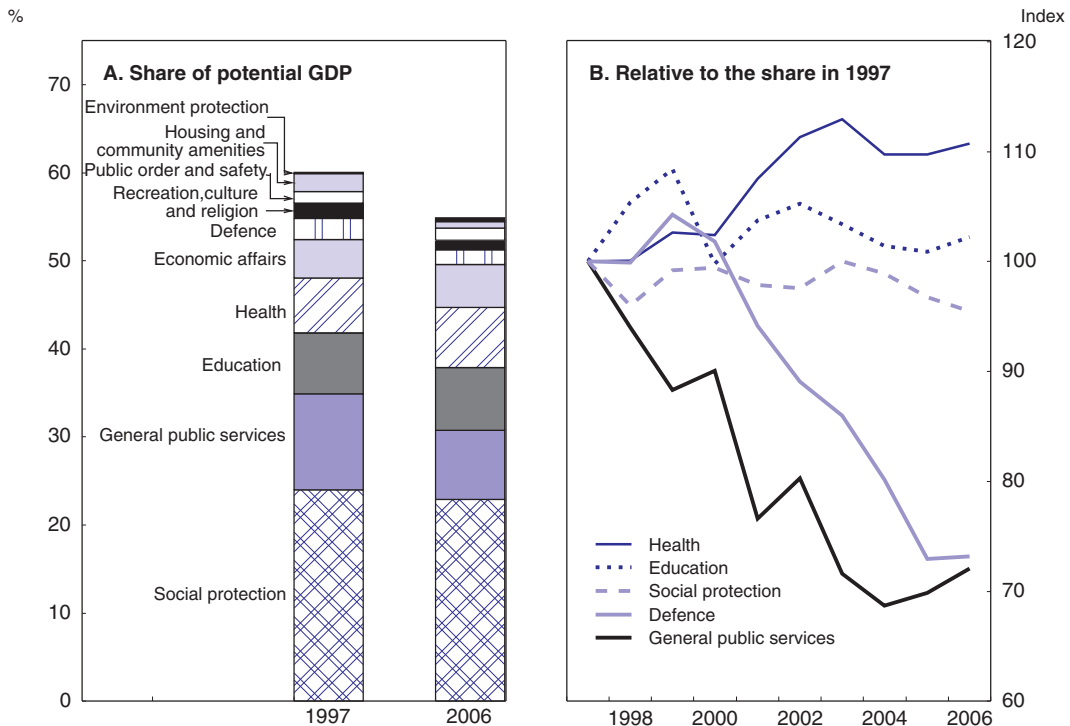 %
Index
A. Share of potential GDP
70
60
50
40
30
20
10
0
Environment protection
Housing and
community amenities
Public order and safety
Recreation,culture
and religion
Defence
Economic affairs
Health
Education
General public services
Social protection
1997
2006
B. Relative to the share in 1997
120
110
100
90
80
70
60
Health
Education
Social protection
Defence
General public services
1998
2000
2002
2004
2006